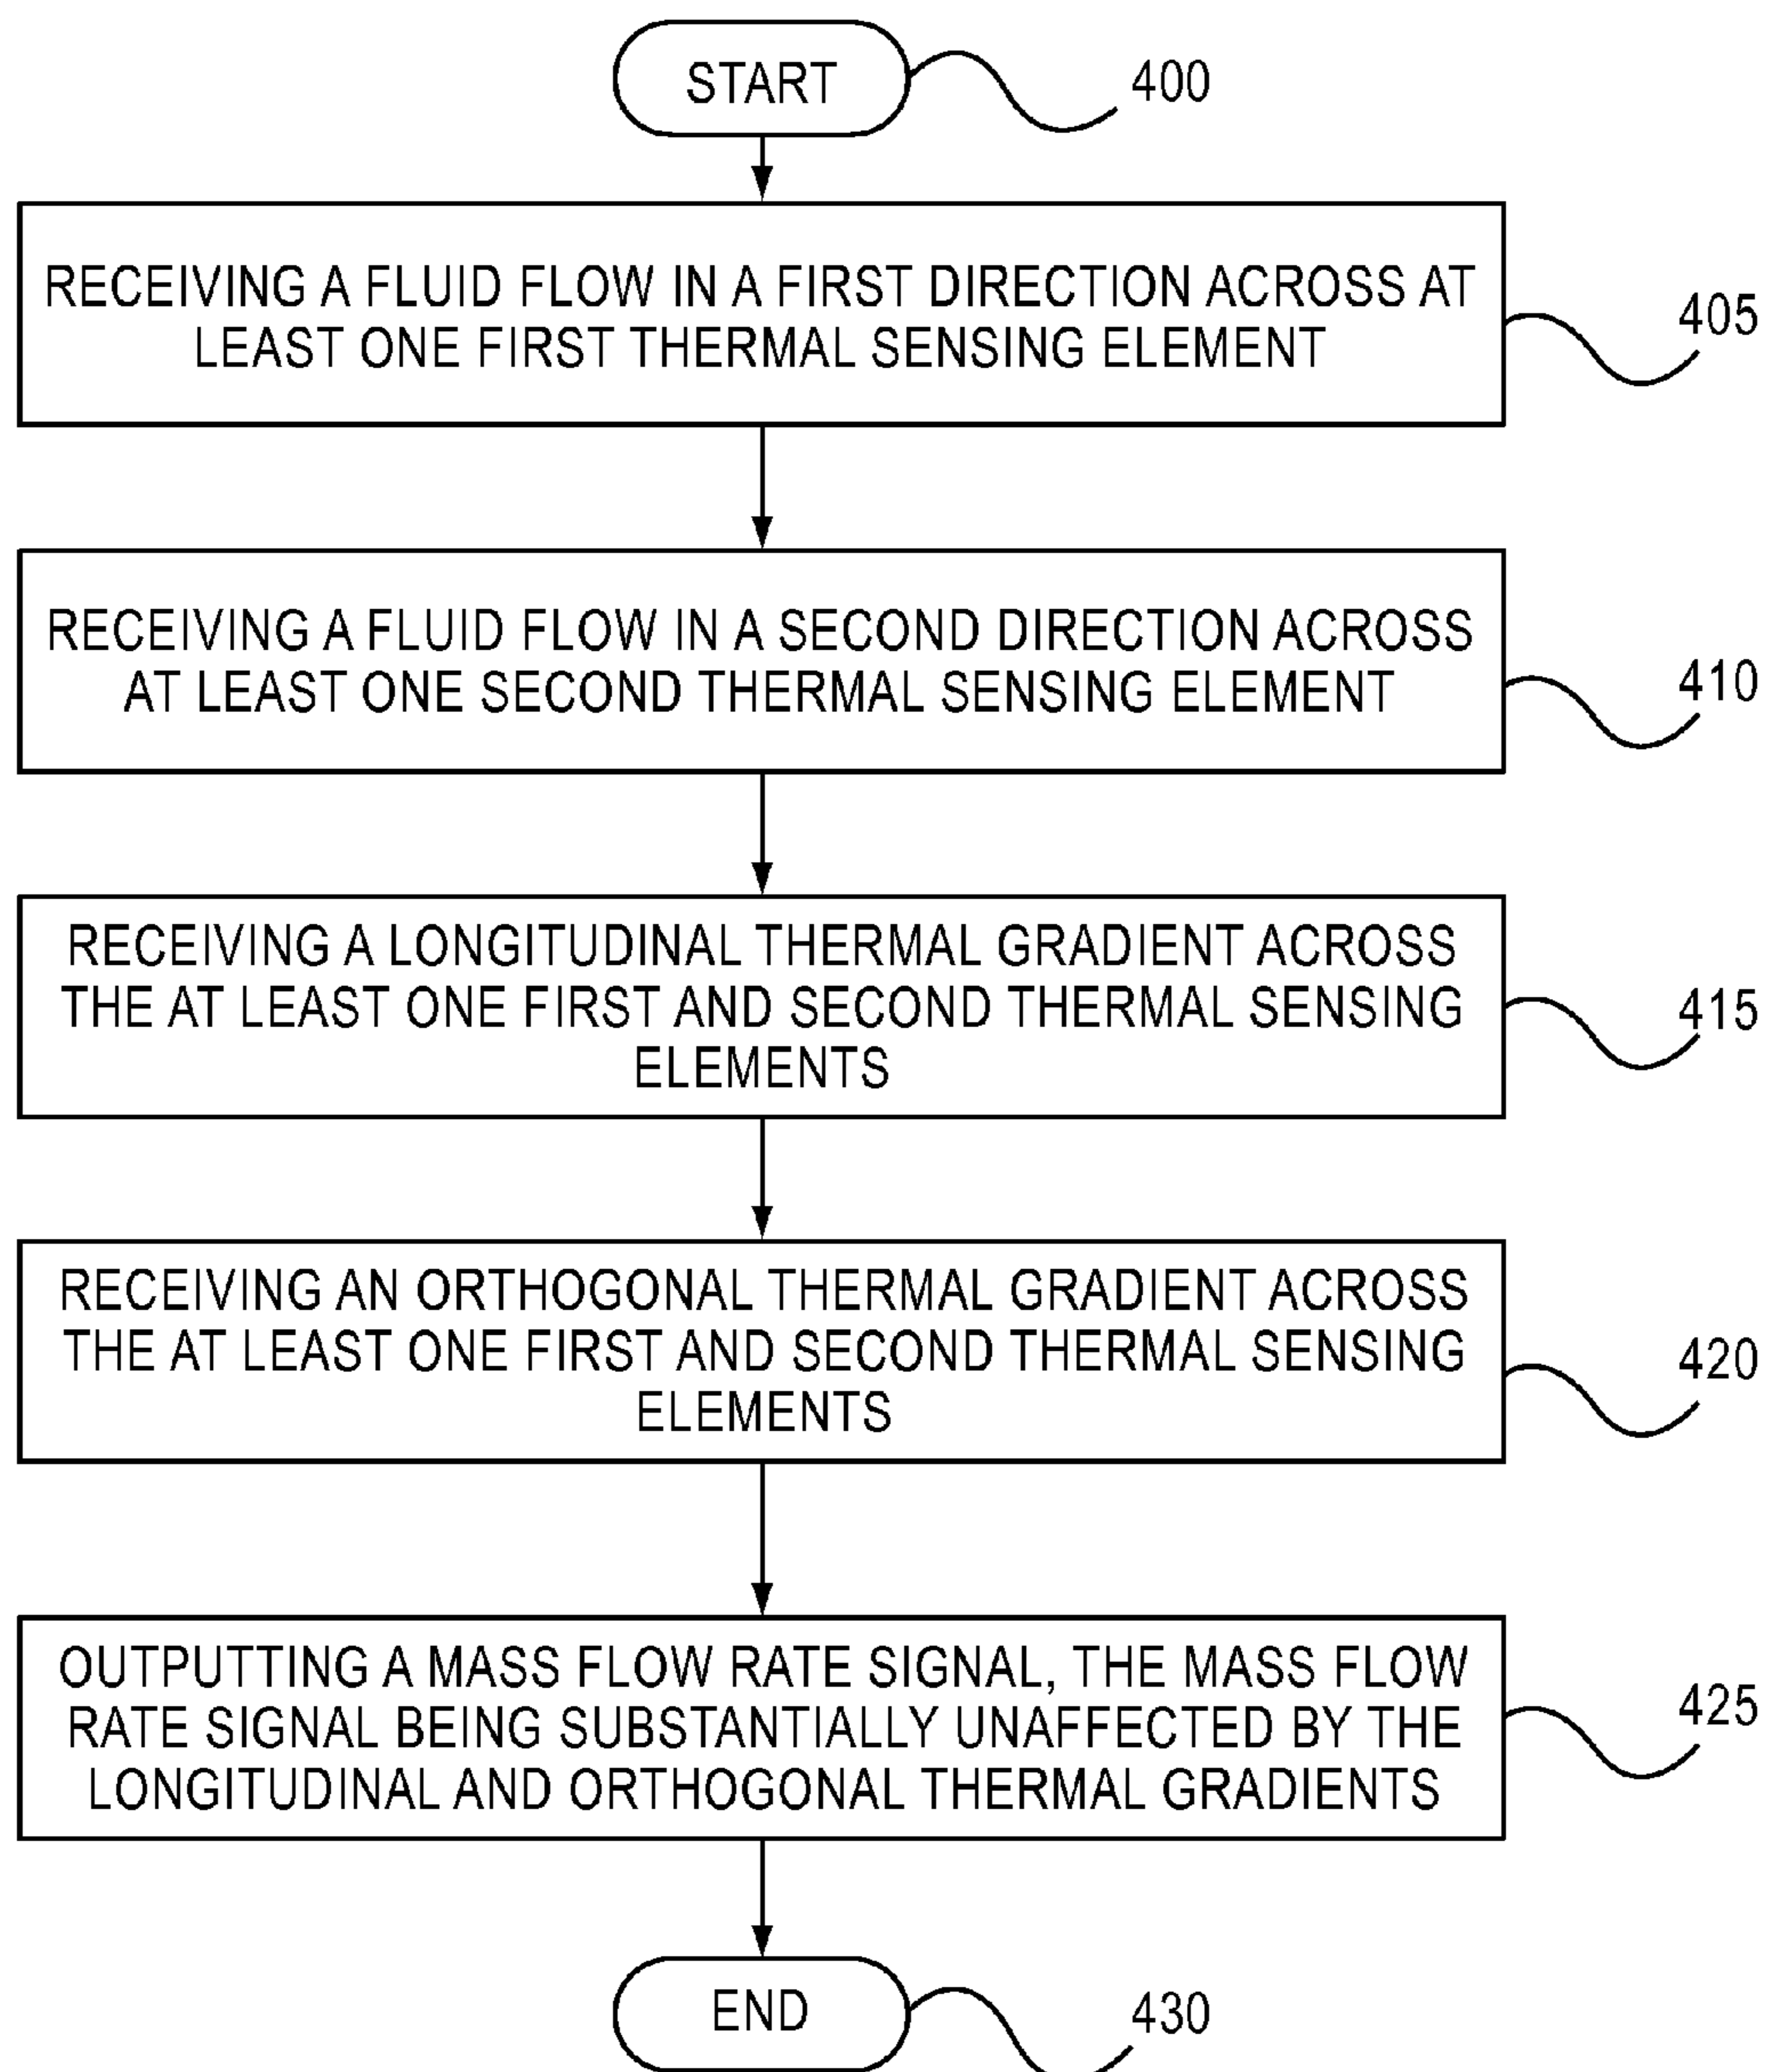 START
400
RECEIVING A FLUID FLOW IN A FIRST DIRECTION ACROSS AT
LEAST ONE FIRST THERMAL SENSING ELEMENT
405
RECEIVING A FLUID FLOW IN A SECOND DIRECTION ACROSS
AT LEAST ONE SECOND THERMAL SENSING ELEMENT
410
RECEIVING A LONGITUDINAL THERMAL GRADIENT ACROSS
THE AT LEAST ONE FIRST AND SECOND THERMAL SENSING
ELEMENTS
415
RECEIVING AN ORTHOGONAL THERMAL GRADIENT ACROSS
THE AT LEAST ONE FIRST AND SECOND THERMAL SENSING
ELEMENTS
420
OUTPUTTING A MASS FLOW RATE SIGNAL, THE MASS FLOW
RATE SIGNAL BEING SUBSTANTIALLY UNAFFECTED BY THE
LONGITUDINAL AND ORTHOGONAL THERMAL GRADIENTS
425
END
430